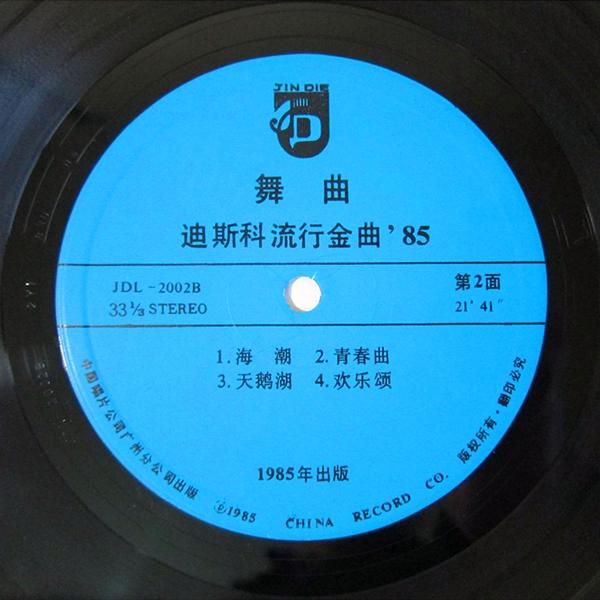 JIN DIE
舞 曲
迪斯科流行金曲’85
JDL-2002B
33⅓ STEREO
第2面
21’ 41″
1.海 潮 2.青春曲
3.天鹅湖 4.欢乐颂
1985年出版
中国唱片公司广州分公司出版 ℗1985 CHINA RECORD CO. 版权所有·翻印必究